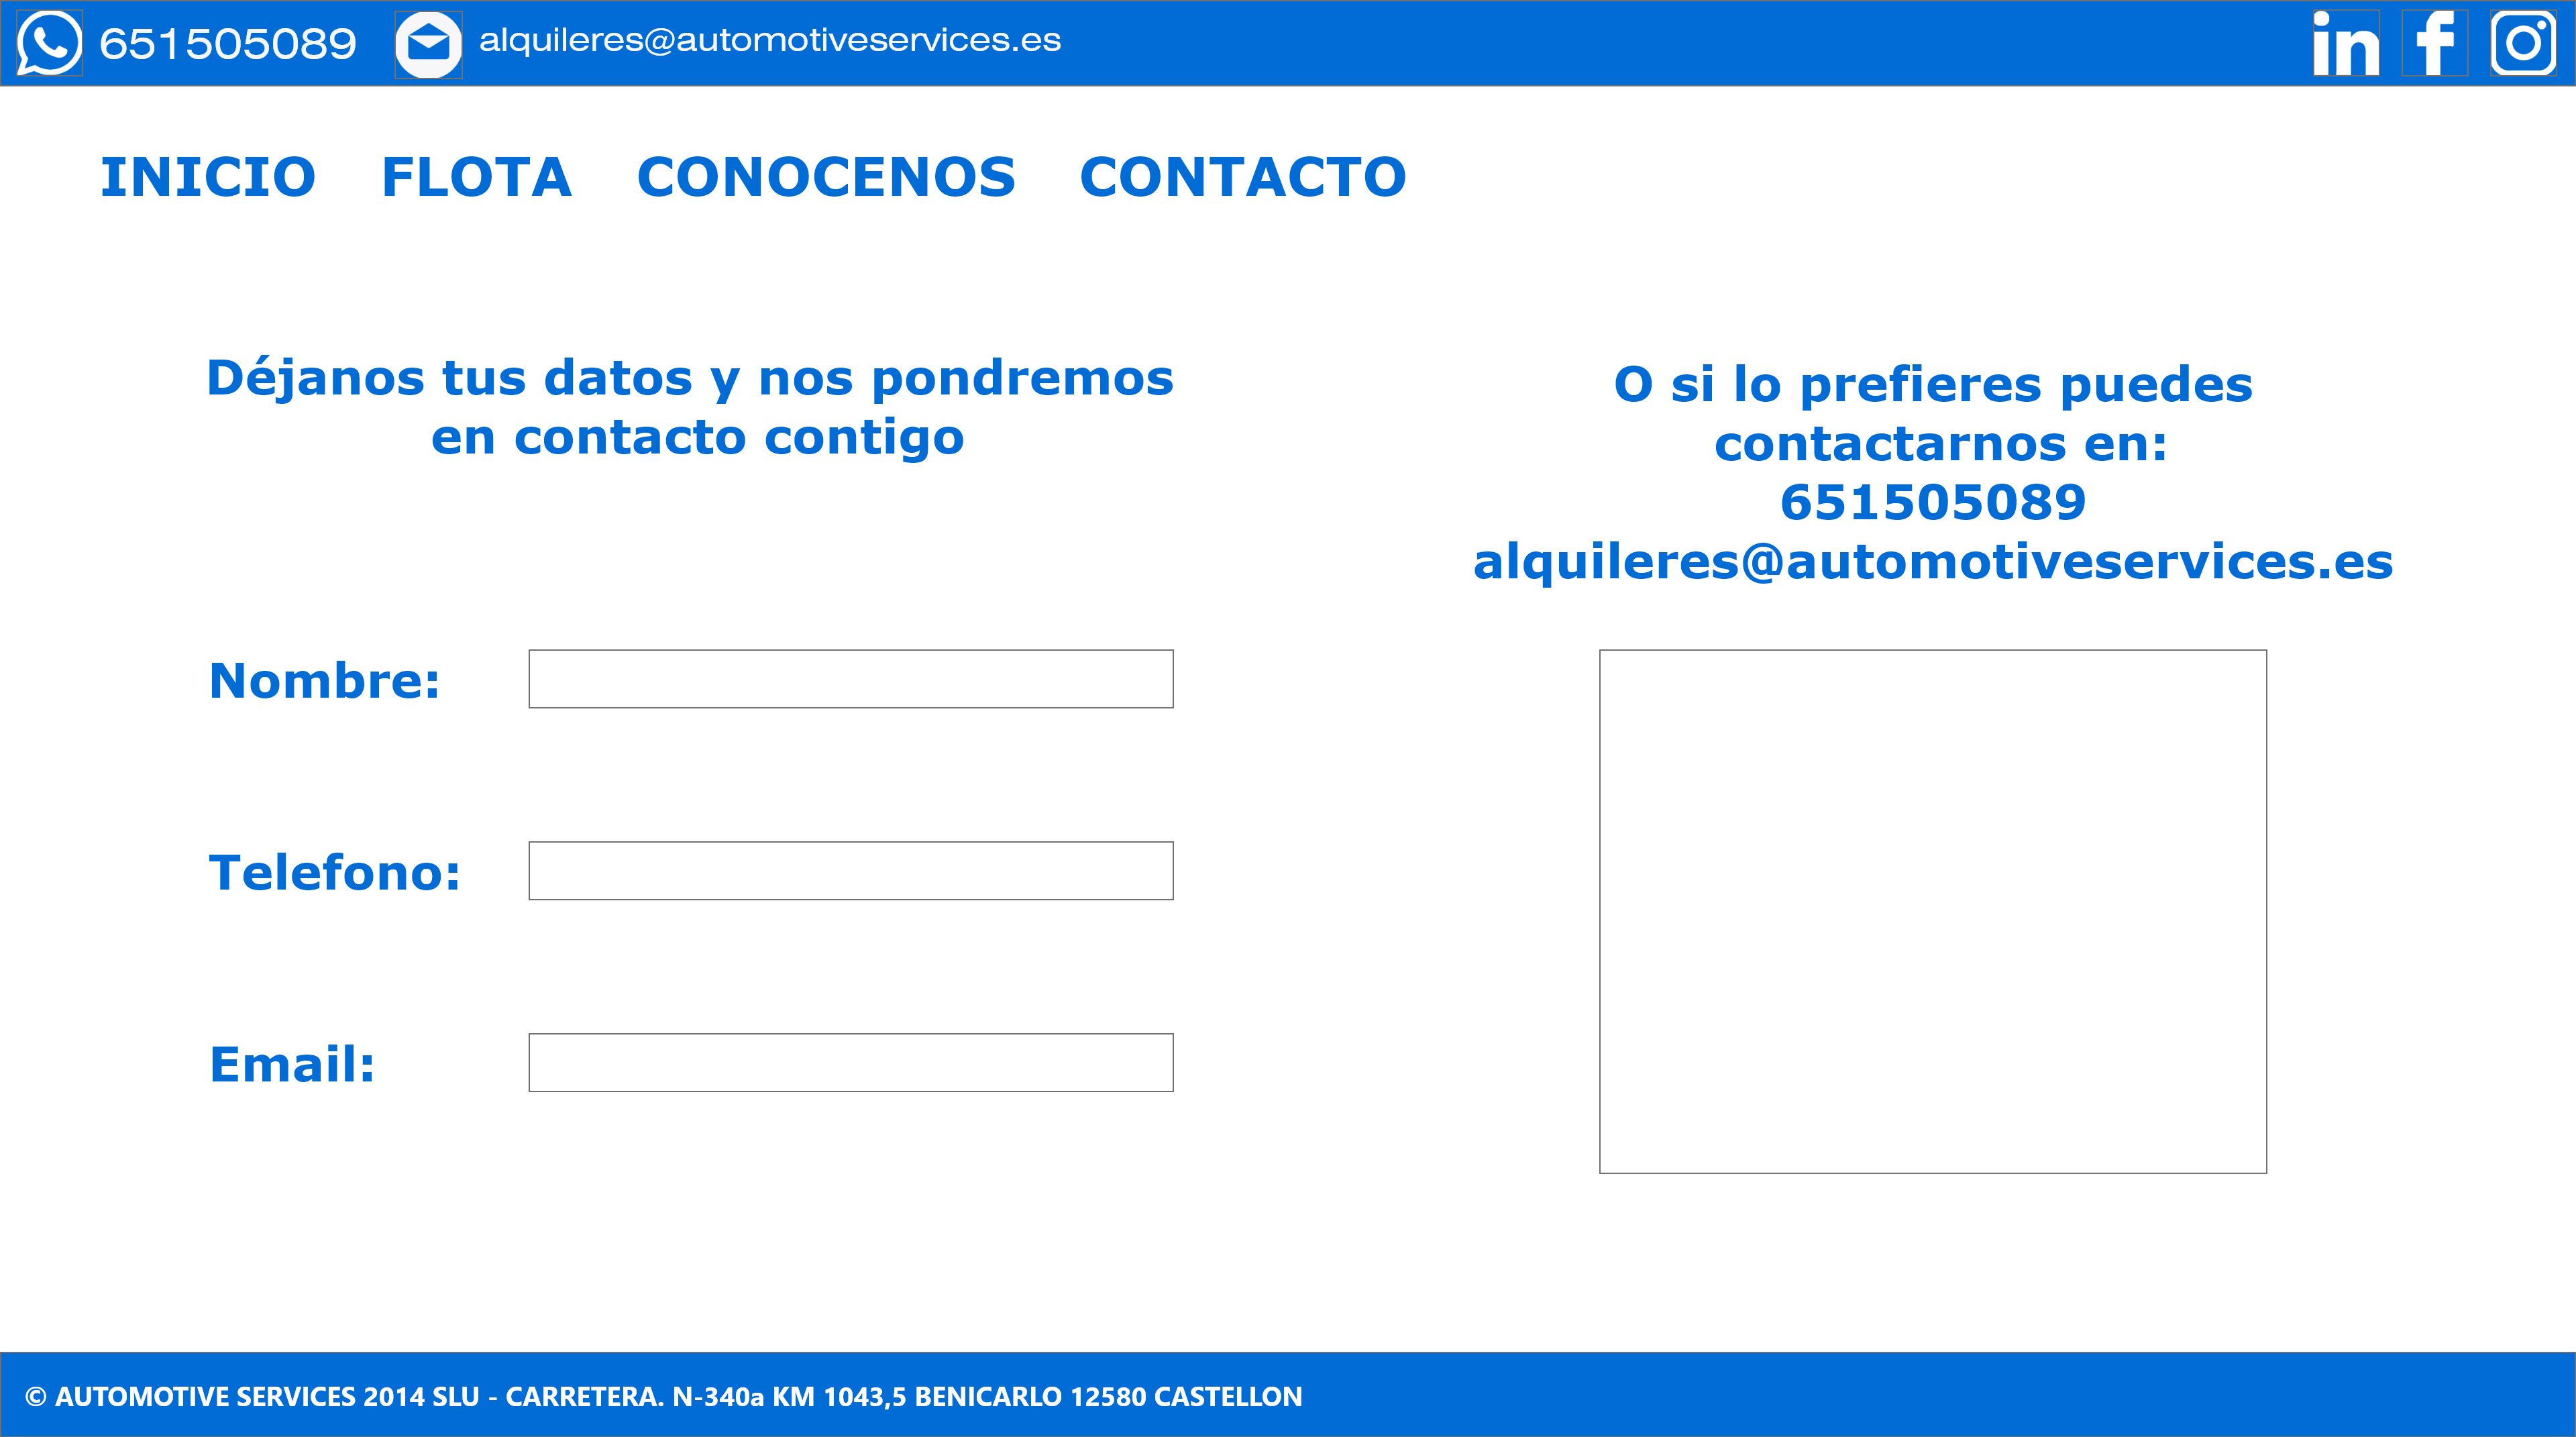 651505089 alquileres@automotiveservices.es
INICIO FLOTA CONOCENOS CONTACTO
Déjanos tus datos y nos pondremos
en contacto contigo
O si lo prefieres puedes
contactarnos en:
651505089
alquileres@automotiveservices.es
Nombre:
Telefono:
Email:
© AUTOMOTIVE SERVICES 2014 SLU - CARRETERA. N-340a KM 1043,5 BENICARLO 12580 CASTELLON